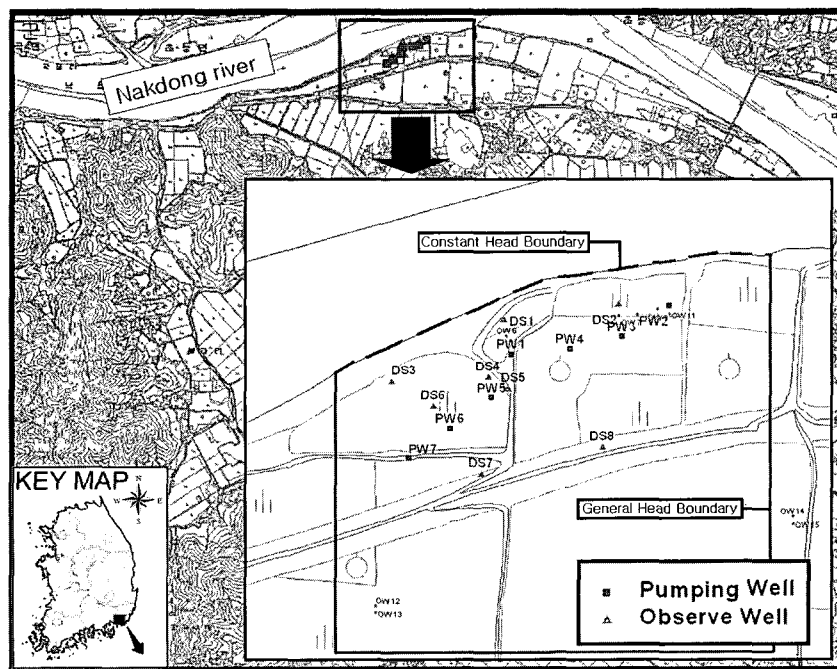 Nakdong river
Constant Head Boundary
DS1
OW6
DS2
PW2
OW11
PW3
PW1
PW4
DS3
DS4
DS5
PW5
DS6
PW6
PW7
DS7
DS8
General Head Boundary
OW14
OW15
OW12
OW13
KEY MAP
N
W
E
S
Pumping Well
Observe Well